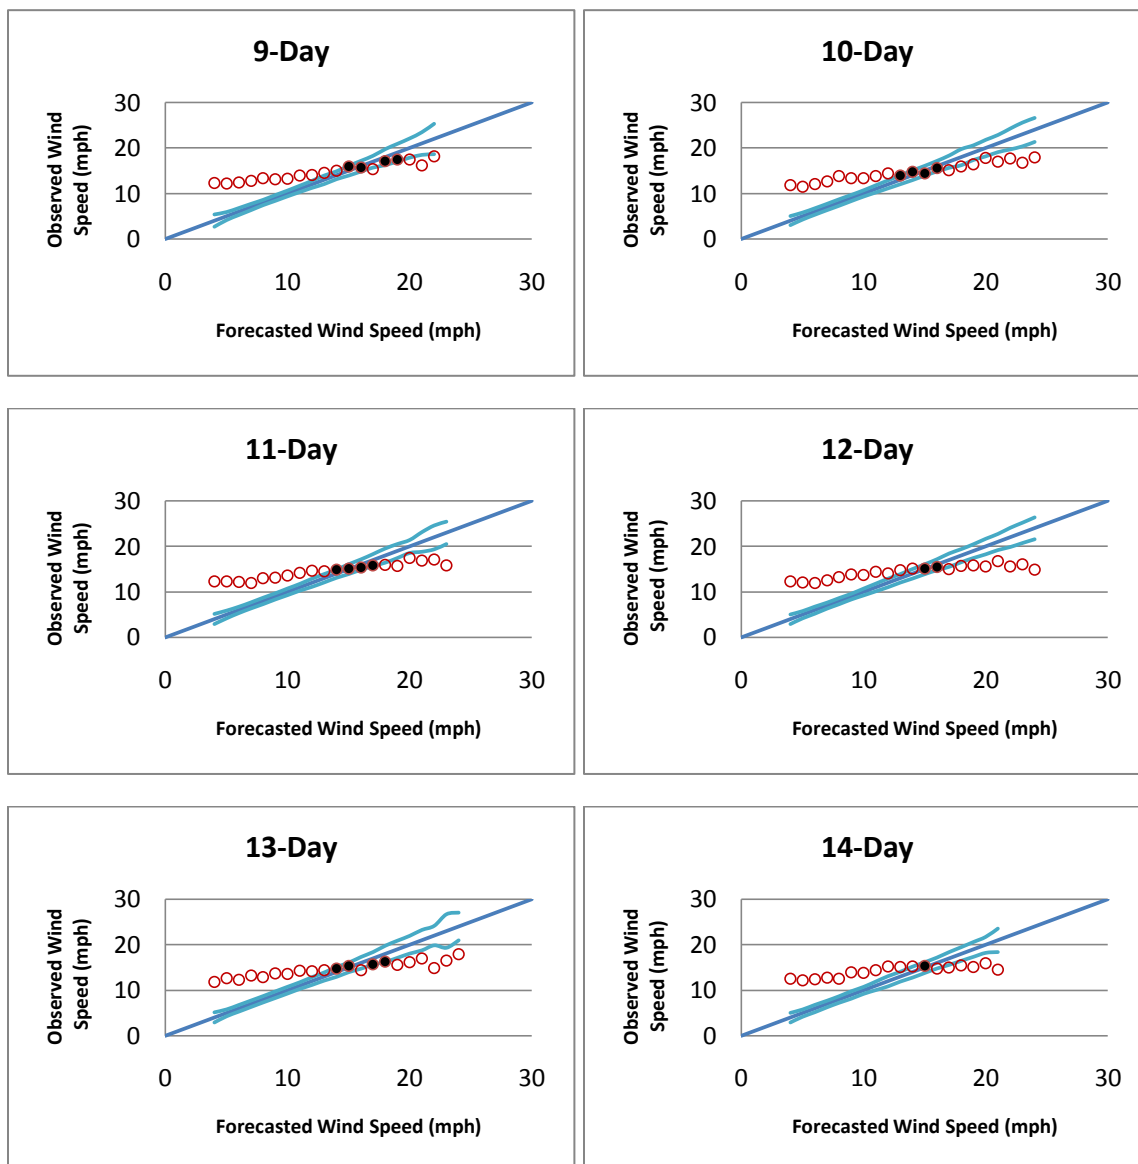 9-Day
Observed Wind
Speed (mph)
30
20
10
0
0 10 20 30
Forecasted Wind Speed (mph)
10-Day
Observed Wind
Speed (mph)
30
20
10
0
0 10 20 30
Forecasted Wind Speed (mph)
11-Day
Observed Wind
Speed (mph)
30
20
10
0
0 10 20 30
Forecasted Wind Speed (mph)
12-Day
Observed Wind
Speed (mph)
30
20
10
0
0 10 20 30
Forecasted Wind Speed (mph)
13-Day
Observed Wind
Speed (mph)
30
20
10
0
0 10 20 30
Forecasted Wind Speed (mph)
14-Day
Observed Wind
Speed (mph)
30
20
10
0
0 10 20 30
Forecasted Wind Speed (mph)